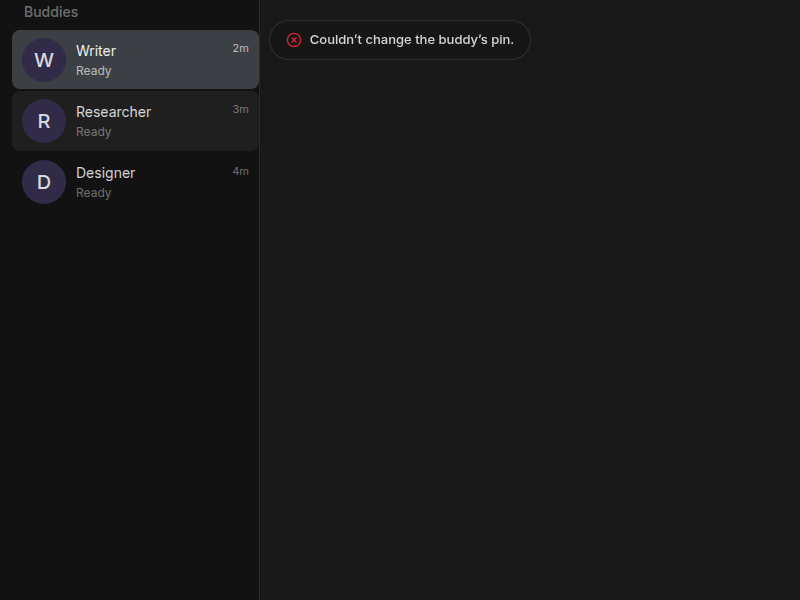 Buddies
W
Writer
2m
Ready
R
Researcher
3m
Ready
D
Designer
4m
Ready
Couldn’t change the buddy’s pin.